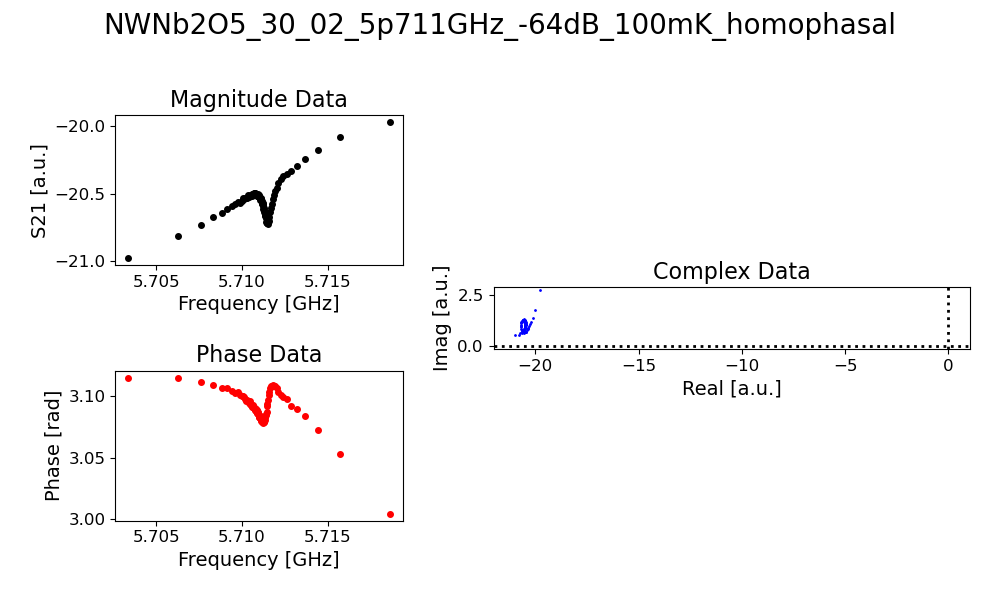 NWNb2O5_30_02_5p711GHz_-64dB_100mK_homophasal
Magnitude Data
S21 [a.u.]
−20.0
−20.5
−21.0
5.705 5.710 5.715
Frequency [GHz]
Phase Data
Phase [rad]
3.10
3.05
3.00
5.705 5.710 5.715
Frequency [GHz]
Complex Data
Imag [a.u.]
2.5
0.0
−20 −15 −10 −5 0
Real [a.u.]